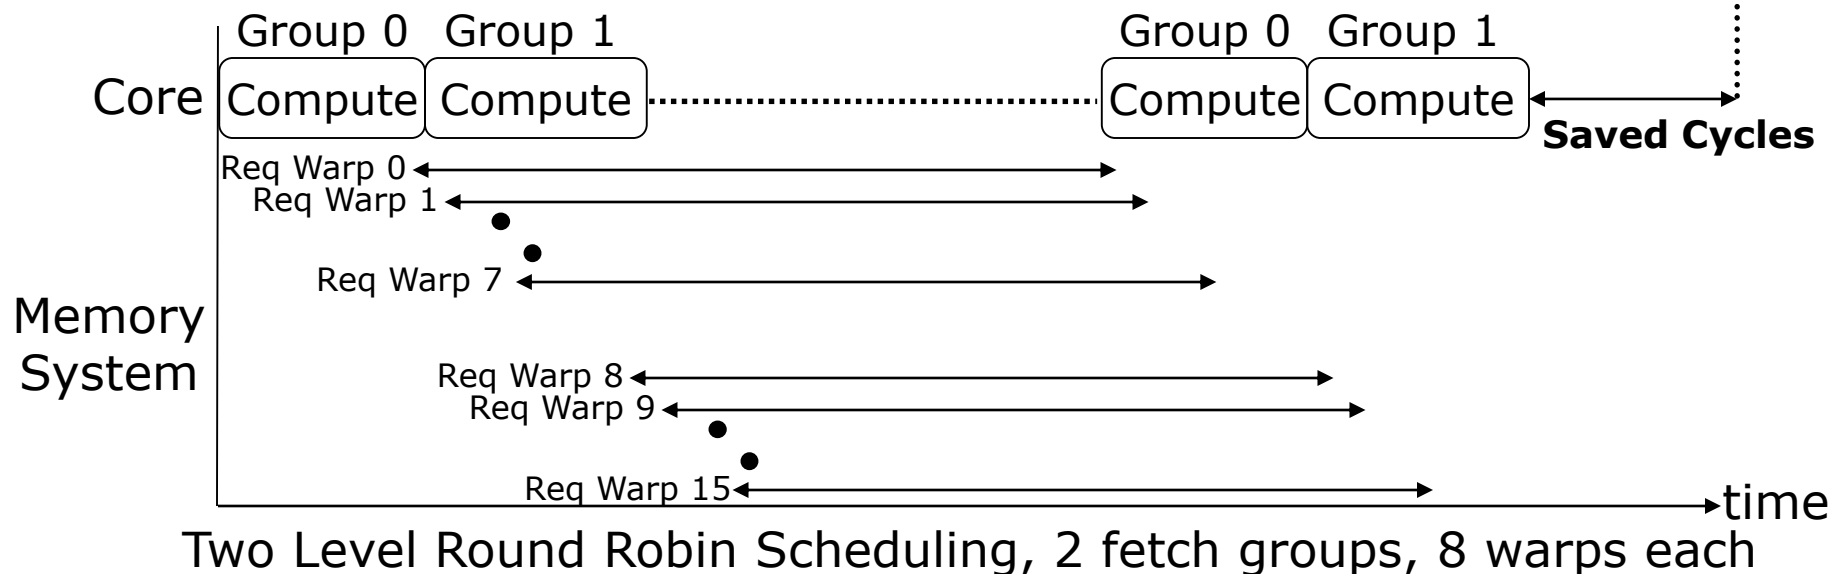 Group 0 Group 1 Group 0 Group 1
Core Compute Compute Compute Compute
Saved Cycles
Req Warp 0
Req Warp 1
Req Warp 7
Memory
System
Req Warp 8
Req Warp 9
Req Warp 15
time
Two Level Round Robin Scheduling, 2 fetch groups, 8 warps each